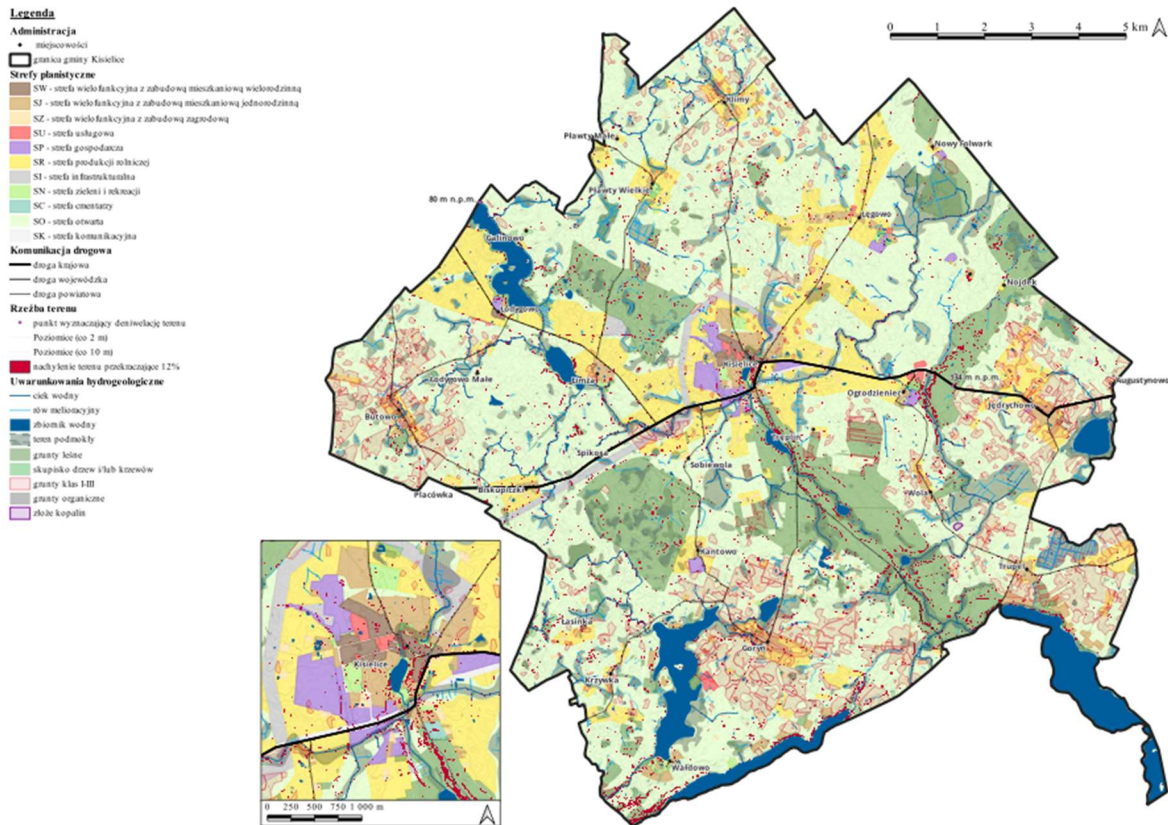 Legenda
Administracja
miejscowości
granica gminy Kisielice
Strefy planistyczne
SW - strefa wielofunkcyjna z zabudową mieszkaniową wielorodzinną
SJ - strefa wielofunkcyjna z zabudową mieszkaniową jednorodzinną
SZ - strefa wielofunkcyjna z zabudową zagrodową
SU - strefa usługowa
SP - strefa gospodarcza
SR - strefa produkcji rolniczej
SI - strefa infrastrukturalna
SN - strefa zieleni i rekreacji
SC - strefa cmentarzy
SO - strefa otwarta
SK - strefa komunikacyjna
Komunikacja drogowa
droga krajowa
droga wojewódzka
droga powiatowa
Rzeźba terenu
punkt wyznaczający deniwelację terenu
Poziomice (co 2 m)
Poziomice (co 10 m)
nachylenie terenu przekraczające 12%
Uwarunkowania hydrogeologiczne
ciek wodny
rów melioracyjny
zbiornik wodny
teren podmokły
grunty leśne
skupisko drzew i/lub krzewów
grunty klas I-III
grunty organiczne
złoże kopalin
0 1 2 3 4 5 km
Klimy
Pławty Małe
Nowy Folwark
Pławty Wielkie
80 m n.p.m.
Łęgowo
Galinowo
Nojdek
Łodygowo
Kisielice
Łodygowo Małe
Limża
134 m n.p.m.
Augustynowo
Ogrodzieniec
Jędrychowo
Butowo
Spikosa
Sobiewola
Biskupiczki
Placówka
Wola
Kantowo
Trupel
Łasinka
Goryń
Krzywka
Wałdowo
Kisielice
0 250 500 750 1 000 m